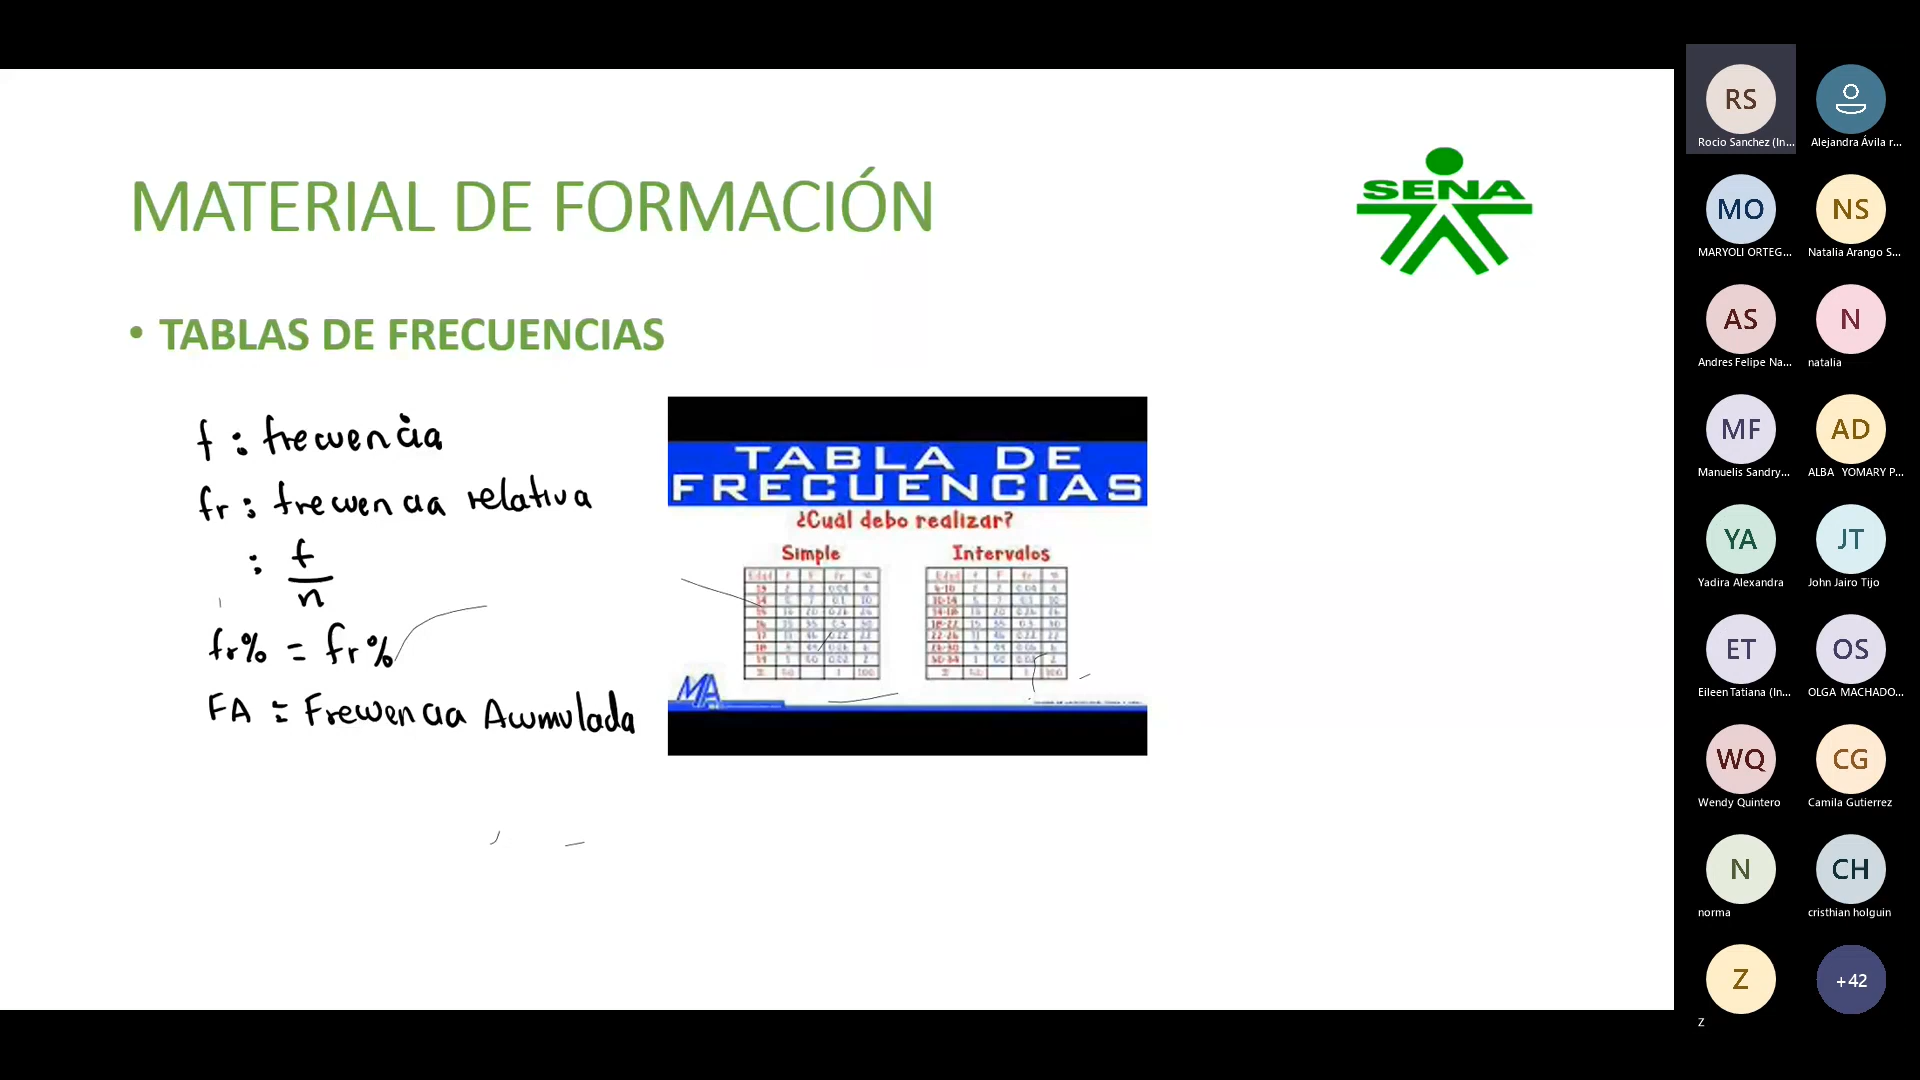 MATERIAL DE FORMACIÓN
SENA
• TABLAS DE FRECUENCIAS
f : frecuencia
fr : frecuencia relativa
: f
n
fr% = fr%
FA = Frecuencia Acumulada
TABLA DE
FRECUENCIAS
¿Cuál debo realizar?
Simple
Intervalos
MA
RS
Rocio Sanchez (In...
Alejandra Ávila r...
MO
MARYOLI ORTEG...
NS
Natalia Arango S...
AS
Andres Felipe Na...
N
natalia
MF
Manuelis Sandry...
AD
ALBA YOMARY P...
YA
Yadira Alexandra
JT
John Jairo Tijo
ET
Eileen Tatiana (In...
OS
OLGA MACHADO...
WQ
Wendy Quintero
CG
Camila Gutierrez
N
norma
CH
cristhian holguin
Z
z
+42